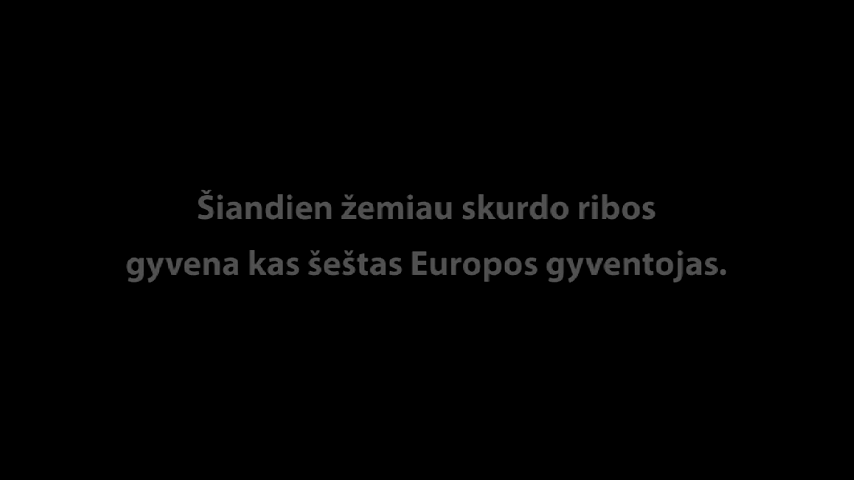 Šiandien žemiau skurdo ribos
gyvena kas šeštas Europos gyventojas.